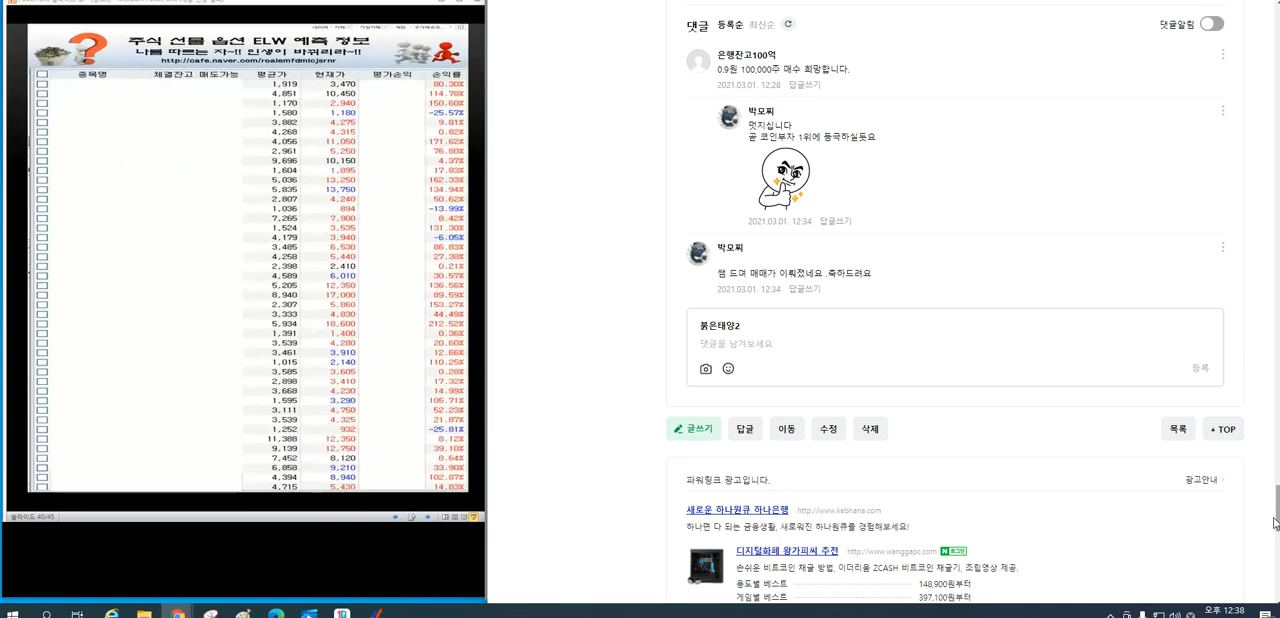 주식 선물 옵션 ELW 예측 정보
나를 따르는 자~!! 인생이 바뀌리라~!!
http://cafe.naver.com/roalemfdmlcjsrnr
종목명 체결잔고 매도가능 평균가 현재가 평가손익 손익률
1,919 3,470 80.30%
4,851 10,450 114.78%
1,170 2,940 150.60%
1,580 1,180 -25.57%
3,882 4,275 9.81%
4,268 4,315 0.82%
4,056 11,050 171.62%
2,961 5,250 76.80%
9,696 10,150 4.37%
1,604 1,895 17.83%
5,036 13,250 162.33%
5,835 13,750 134.94%
2,807 4,240 50.62%
1,036 894 -13.99%
7,265 7,900 8.42%
1,524 3,535 131.30%
4,179 3,940 -6.05%
3,485 6,530 86.83%
4,258 5,440 27.38%
2,398 2,410 0.21%
4,589 6,010 30.57%
5,205 12,350 136.56%
8,940 17,000 89.59%
2,307 5,860 153.27%
3,333 4,830 44.49%
5,934 18,600 212.52%
1,391 1,400 0.36%
3,539 4,280 20.60%
3,461 3,910 12.66%
1,015 2,140 110.25%
3,585 3,605 0.28%
2,898 3,410 17.32%
3,668 4,230 14.99%
1,595 3,290 105.71%
3,111 4,750 52.23%
3,539 4,325 21.87%
1,252 932 -25.81%
11,388 12,350 8.12%
9,139 12,750 39.10%
7,452 8,120 8.64%
6,858 9,210 33.90%
4,394 8,940 102.87%
4,715 5,430 14.83%
슬라이드 40/45
댓글 등록순 최신순
댓글알림
은행잔고100억
0.9원 100,000주 매수 희망합니다.
2021.03.01. 12:28 답글쓰기
박모찌
멋지십니다
곧 코인부자 1위에 등극하실듯요
2021.03.01. 12:34 답글쓰기
박모찌
쌤 드뎌 매매가 이뤄졌네요 .축하드려요
2021.03.01. 12:34 답글쓰기
붉은태양2
댓글을 남겨보세요
등록
글쓰기 답글 이동 수정 삭제 목록 TOP
파워링크 광고입니다. 광고안내
새로운 하나원큐 하나은행 http://www.kebhana.com
하나면 다 되는 금융생활, 새로워진 하나원큐를 경험해보세요!
디지털화폐 왕가피씨 추천 http://www.wanggapc.com
손쉬운 비트코인 채굴 방법, 이더리움 ZCASH 비트코인 채굴기, 조립영상 제공.
용도별 베스트 148,900원부터
게임별 베스트 397,100원부터
오후 12:38